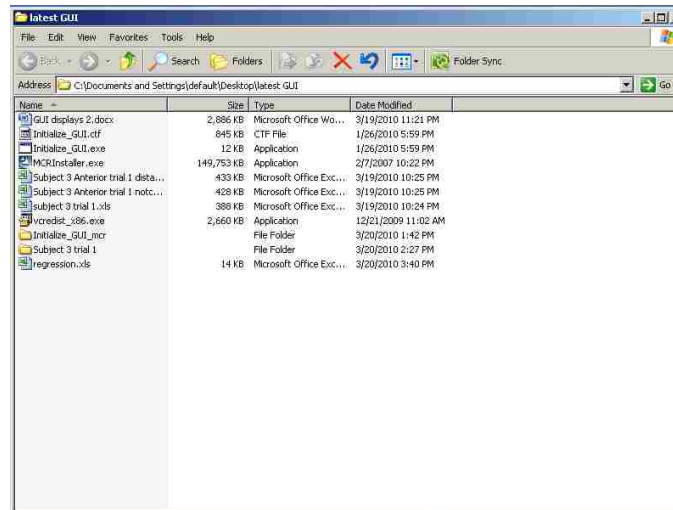 latest GUI
File Edit View Favorites Tools Help
Back Search Folders Folder Sync
Address C:\Documents and Settings\default\Desktop\latest GUI Go
Name Size Type Date Modified
GUI displays 2.docx 2,886 KB Microsoft Office Wo... 3/19/2010 11:21 PM
Initialize_GUI.ctf 845 KB CTF File 1/26/2010 5:59 PM
Initialize_GUI.exe 12 KB Application 1/26/2010 5:59 PM
MCRInstaller.exe 149,753 KB Application 2/7/2007 10:22 PM
Subject 3 Anterior trial 1 dista... 433 KB Microsoft Office Exc... 3/19/2010 10:25 PM
Subject 3 Anterior trial 1 notc... 428 KB Microsoft Office Exc... 3/19/2010 10:25 PM
subject 3 trial 1.xls 388 KB Microsoft Office Exc... 3/19/2010 10:24 PM
vcredist_x86.exe 2,660 KB Application 12/21/2009 11:02 AM
Initialize_GUI_mcr File Folder 3/20/2010 1:42 PM
Subject 3 trial 1 File Folder 3/20/2010 2:27 PM
regression.xls 14 KB Microsoft Office Exc... 3/20/2010 3:40 PM